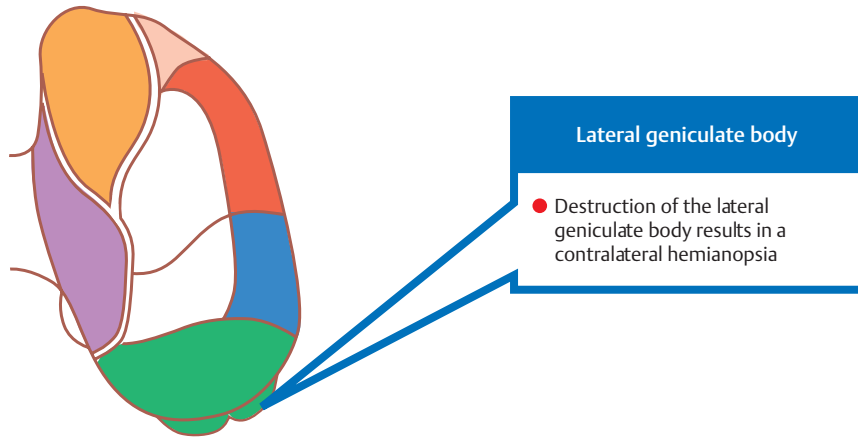 Lateral geniculate body
● Destruction of the lateral
geniculate body results in a
contralateral hemianopsia